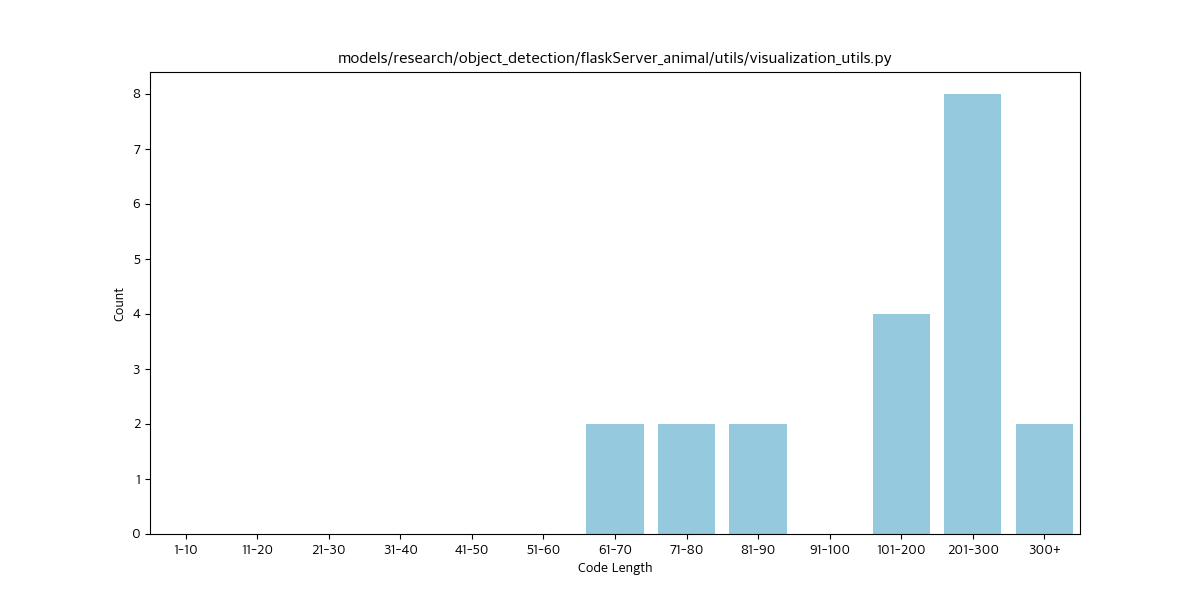 models/research/object_detection/flaskServer_animal/utils/visualization_utils.py
8
7
6
5
4
3
2
1
0
Count
1-10 11-20 21-30 31-40 41-50 51-60 61-70 71-80 81-90 91-100 101-200 201-300 300+
Code Length